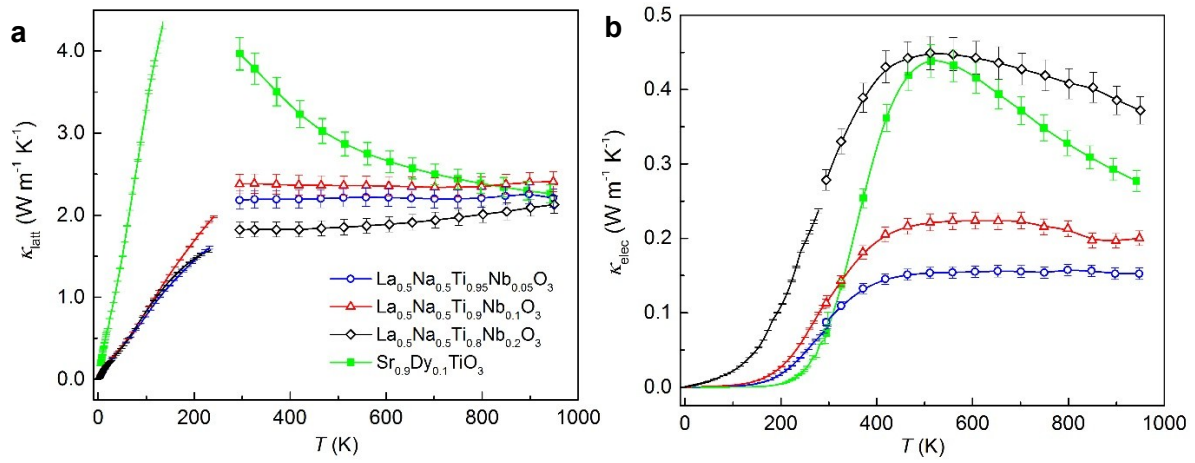 a
4.0
3.0
2.0
1.0
0.0
κ_latt (W m⁻¹ K⁻¹)
La₀.₅Na₀.₅Ti₀.₉₅Nb₀.₀₅O₃
La₀.₅Na₀.₅Ti₀.₉Nb₀.₁O₃
La₀.₅Na₀.₅Ti₀.₈Nb₀.₂O₃
Sr₀.₉Dy₀.₁TiO₃
0 200 400 600 800 1000
T (K)
b
0.5
0.4
0.3
0.2
0.1
0.0
κ_elec (W m⁻¹ K⁻¹)
0 200 400 600 800 1000
T (K)